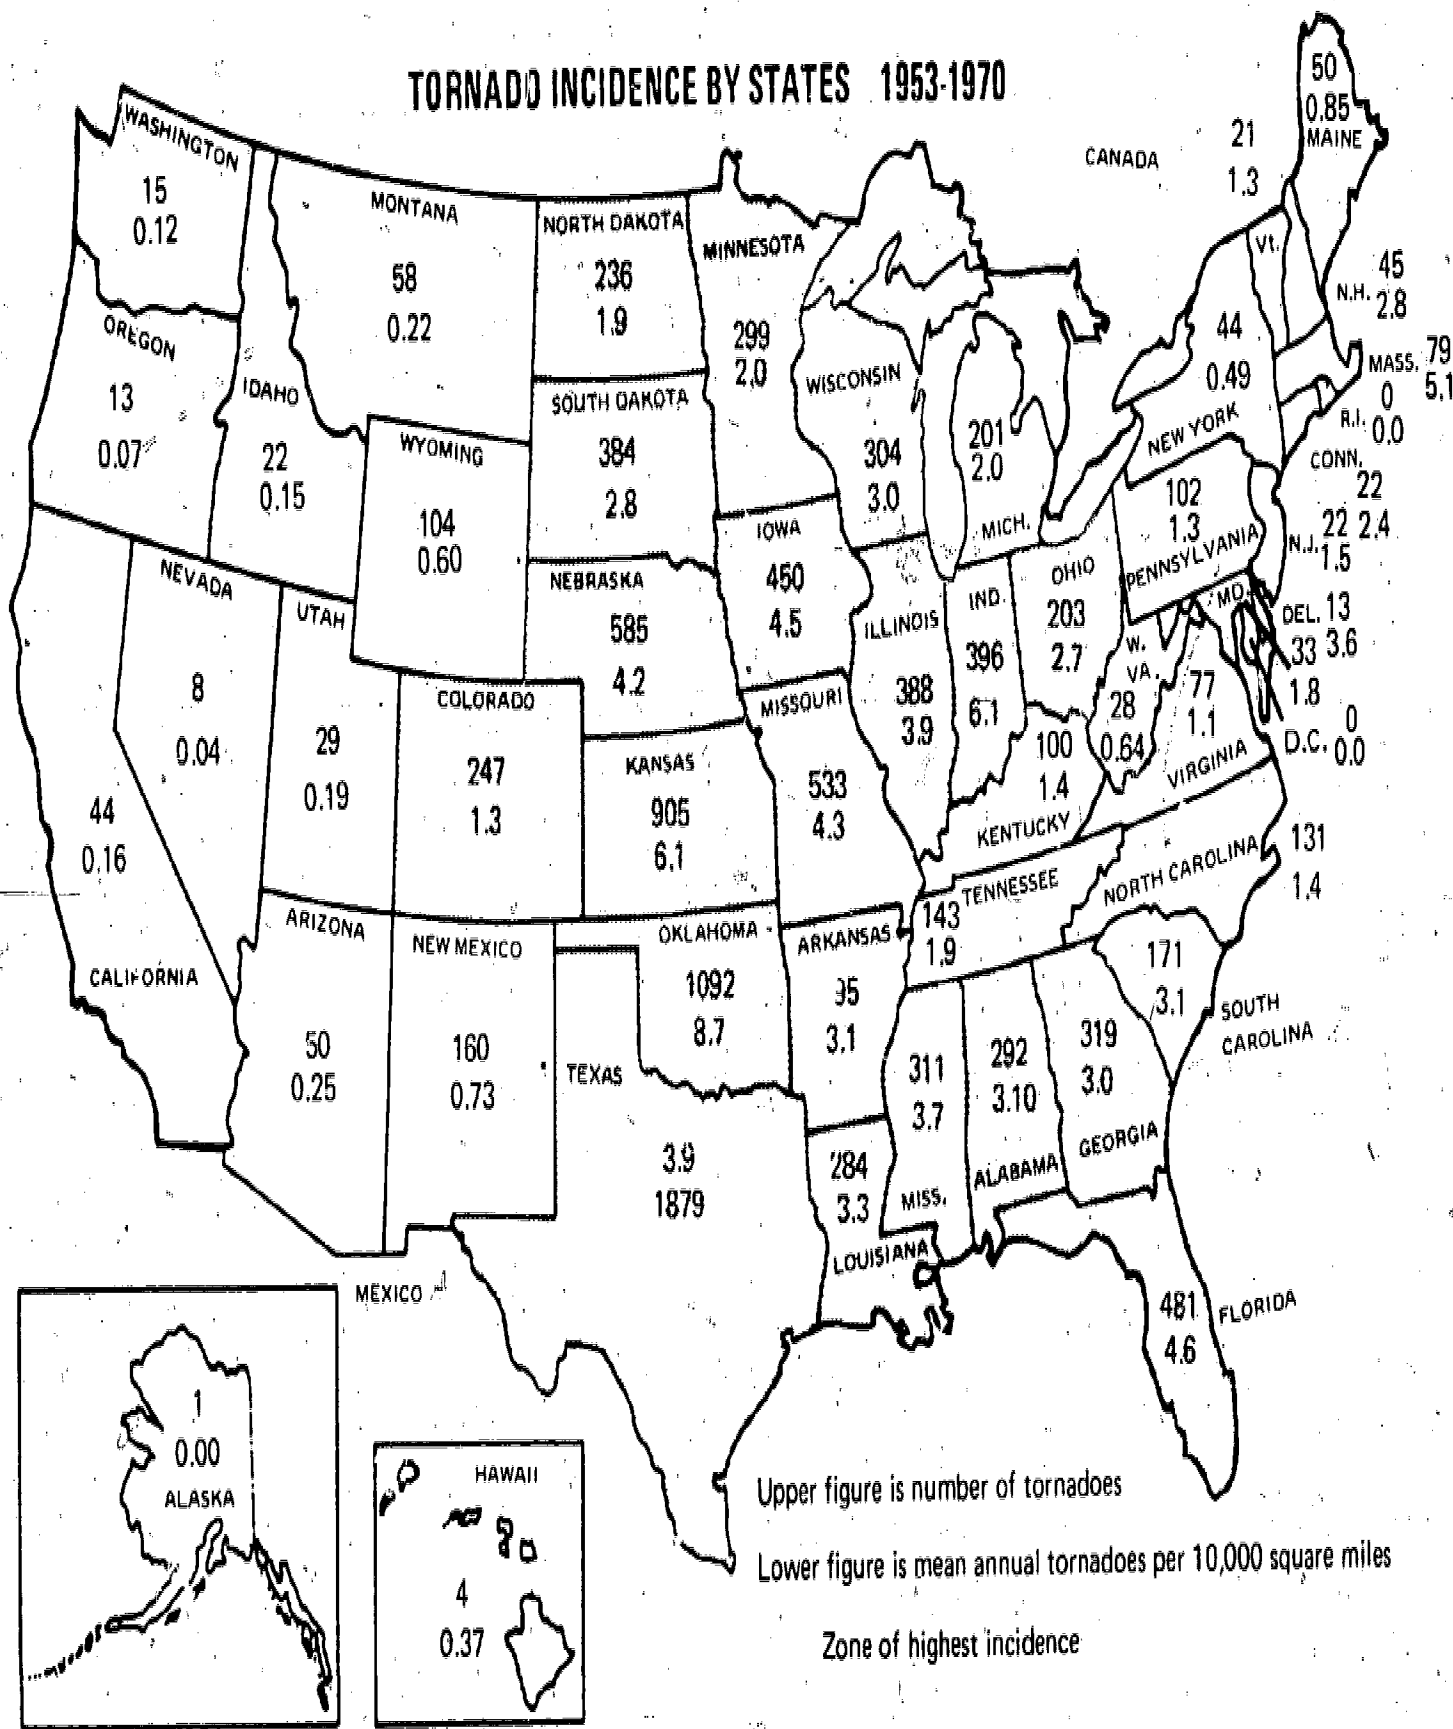 TORNADO INCIDENCE BY STATES 1953-1970
WASHINGTON
15
0.12
OREGON
13
0.07
IDAHO
22
0.15
MONTANA
58
0.22
WYOMING
104
0.60
NORTH DAKOTA
236
1.9
SOUTH DAKOTA
384
2.8
NEBRASKA
585
4.2
MINNESOTA
299
2.0
IOWA
450
4.5
WISCONSIN
304
3.0
201
2.0
MICH.
CANADA
21
1.3
Vt.
50
0.85
MAINE
45
N.H.
2.8
79
MASS.
5.1
0
R.I.
0.0
CONN.
22
2.4
44
0.49
NEW YORK
102
1.3
PENNSYLVANIA
N.J.
22
1.5
MD.
DEL. 13
3.6
33
1.8
D.C.
0
0.0
OHIO
203
2.7
IND.
396
6.1
ILLINOIS
388
3.9
W.
VA.
28
0.64
77
1.1
VIRGINIA
100
1.4
KENTUCKY
NEVADA
8
0.04
UTAH
29
0.19
COLORADO
247
1.3
KANSAS
905
6.1
MISSOURI
533
4.3
44
0.16
CALIFORNIA
ARIZONA
50
0.25
NEW MEXICO
160
0.73
OKLAHOMA
1092
8.7
ARKANSAS
95
3.1
TENNESSEE
143
1.9
NORTH CAROLINA
131
1.4
171
3.1
SOUTH
CAROLINA
TEXAS
3.9
1879
284
3.3
LOUISIANA
311
3.7
MISS.
292
3.10
ALABAMA
319
3.0
GEORGIA
481
4.6
FLORIDA
MEXICO
1
0.00
ALASKA
HAWAII
4
0.37
Upper figure is number of tornadoes
Lower figure is mean annual tornadoes per 10,000 square miles
Zone of highest incidence